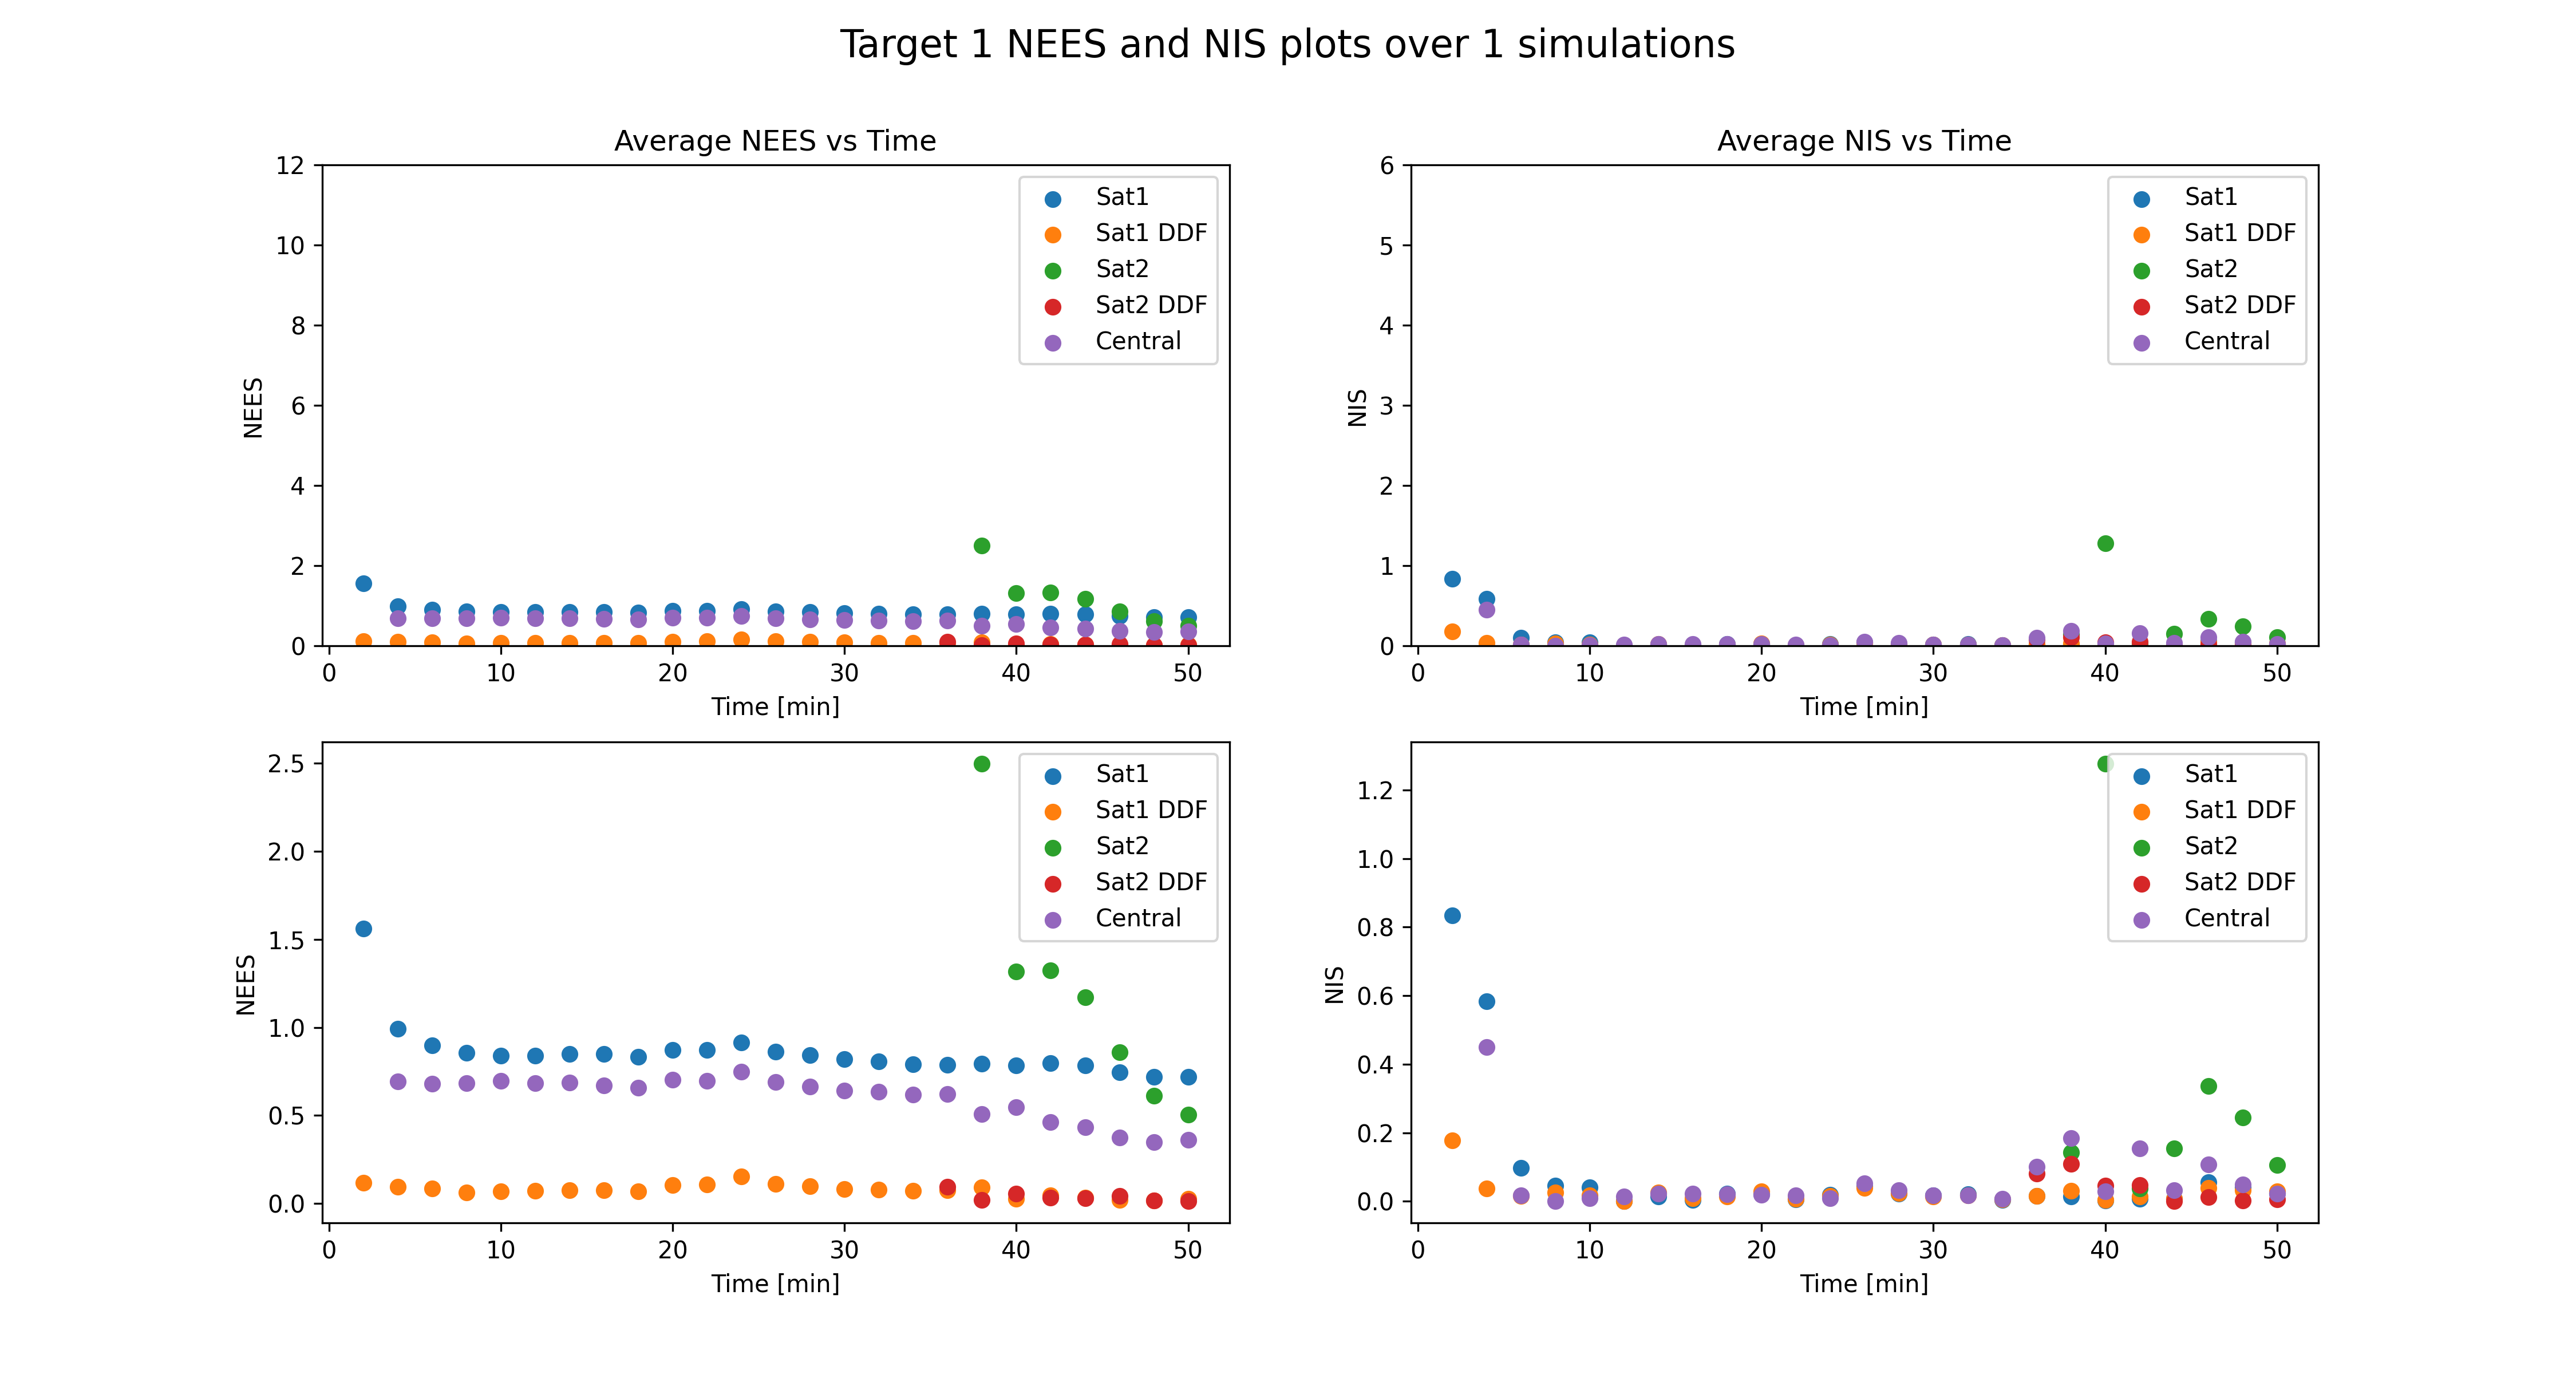 Target 1 NEES and NIS plots over 1 simulations
Average NEES vs Time
12
10
8
6
4
2
0
NEES
0 10 20 30 40 50
Time [min]
Sat1
Sat1 DDF
Sat2
Sat2 DDF
Central
Average NIS vs Time
6
5
4
3
2
1
0
NIS
0 10 20 30 40 50
Time [min]
Sat1
Sat1 DDF
Sat2
Sat2 DDF
Central
2.5
2.0
1.5
1.0
0.5
0.0
NEES
0 10 20 30 40 50
Time [min]
Sat1
Sat1 DDF
Sat2
Sat2 DDF
Central
1.2
1.0
0.8
0.6
0.4
0.2
0.0
NIS
0 10 20 30 40 50
Time [min]
Sat1
Sat1 DDF
Sat2
Sat2 DDF
Central